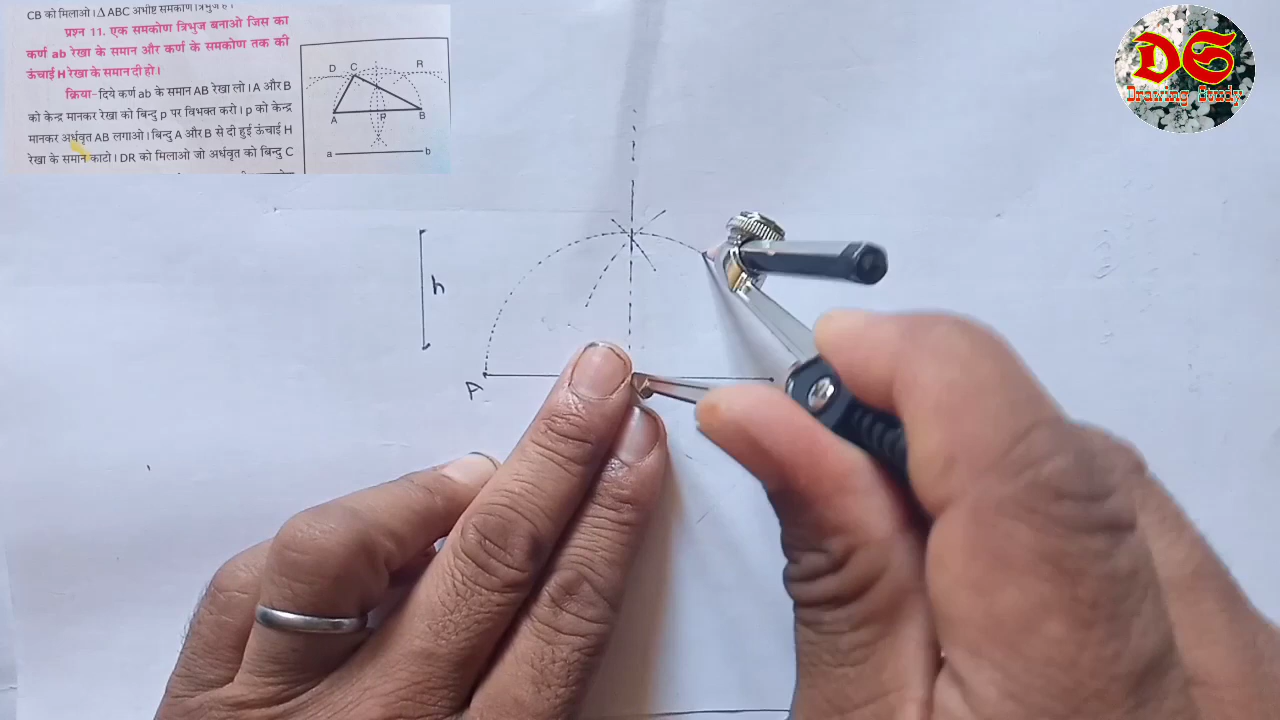 CB को मिलाओ। Δ ABC अभीष्ट समकोण त्रिभुज है।
प्रश्न 11. एक समकोण त्रिभुज बनाओ जिस का
कर्ण ab रेखा के समान और कर्ण के समकोण तक की
ऊंचाई H रेखा के समान दी हो।
क्रिया- दिये कर्ण ab के समान AB रेखा लो। A और B
को केन्द्र मानकर रेखा को बिन्दु p पर विभक्त करो। p को केन्द्र
मानकर अर्धवृत AB लगाओ। बिन्दु A और B से दी हुई ऊंचाई H
रेखा के समान काटो। DR को मिलाओ जो अर्धवृत को बिन्दु C
D C R
A P B
a b
DS
Drawing Study
h
A